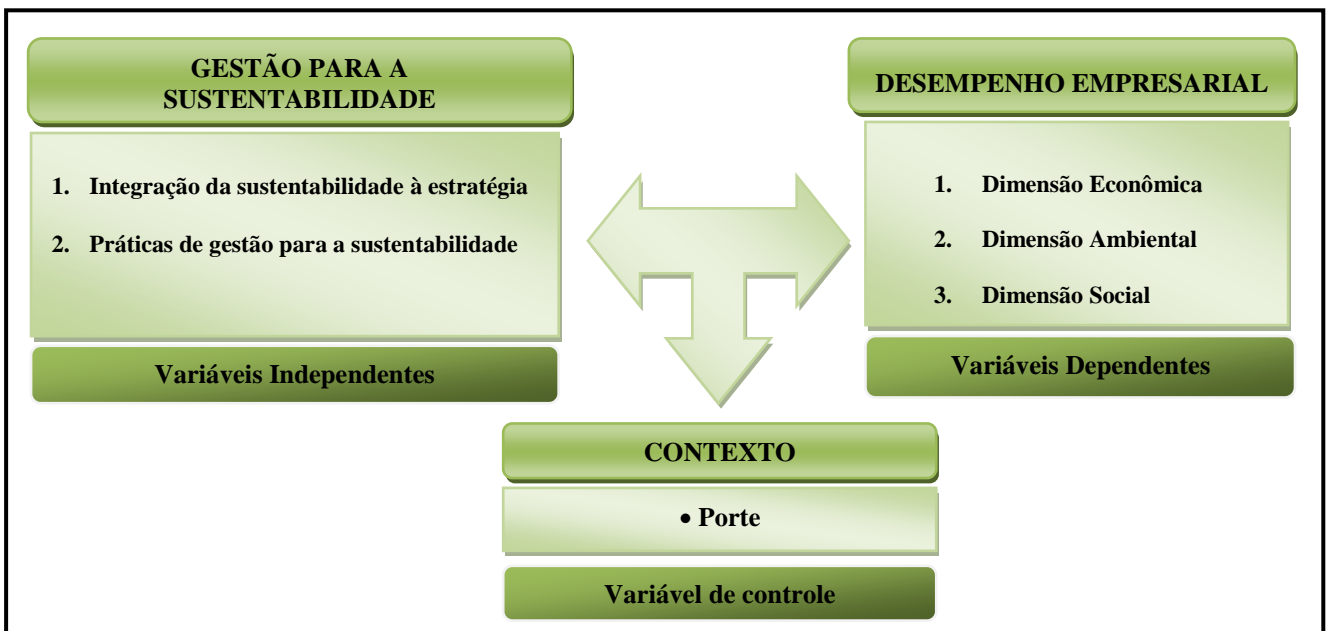 GESTÃO PARA A
SUSTENTABILIDADE
1. Integração da sustentabilidade à estratégia
2. Práticas de gestão para a sustentabilidade
Variáveis Independentes
DESEMPENHO EMPRESARIAL
1. Dimensão Econômica
2. Dimensão Ambiental
3. Dimensão Social
Variáveis Dependentes
CONTEXTO
• Porte
Variável de controle